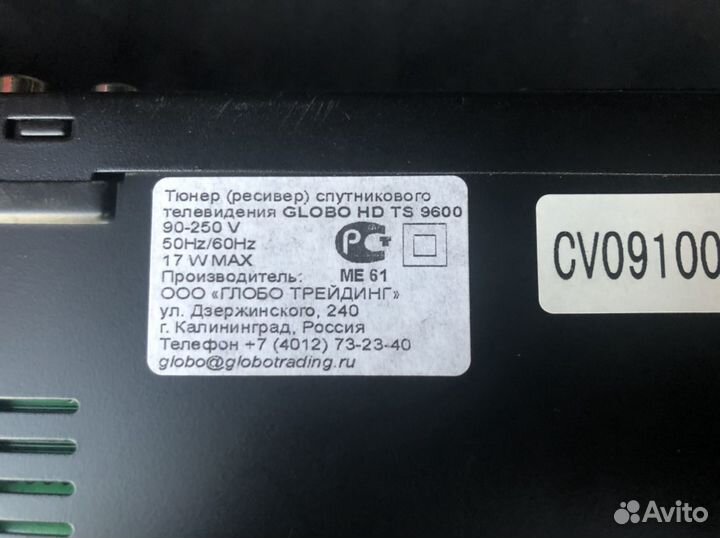 Тюнер (ресивер) спутникового
телевидения GLOBO HD TS 9600
90-250 V
50Hz/60Hz
17 W MAX
Производитель:
ООО «ГЛОБО ТРЕЙДИНГ»
ул. Дзержинского, 240
г. Калининград, Россия
Телефон +7 (4012) 73-23-40
globo@globotrading.ru
РСТ
ME 61
CV09100
Avito